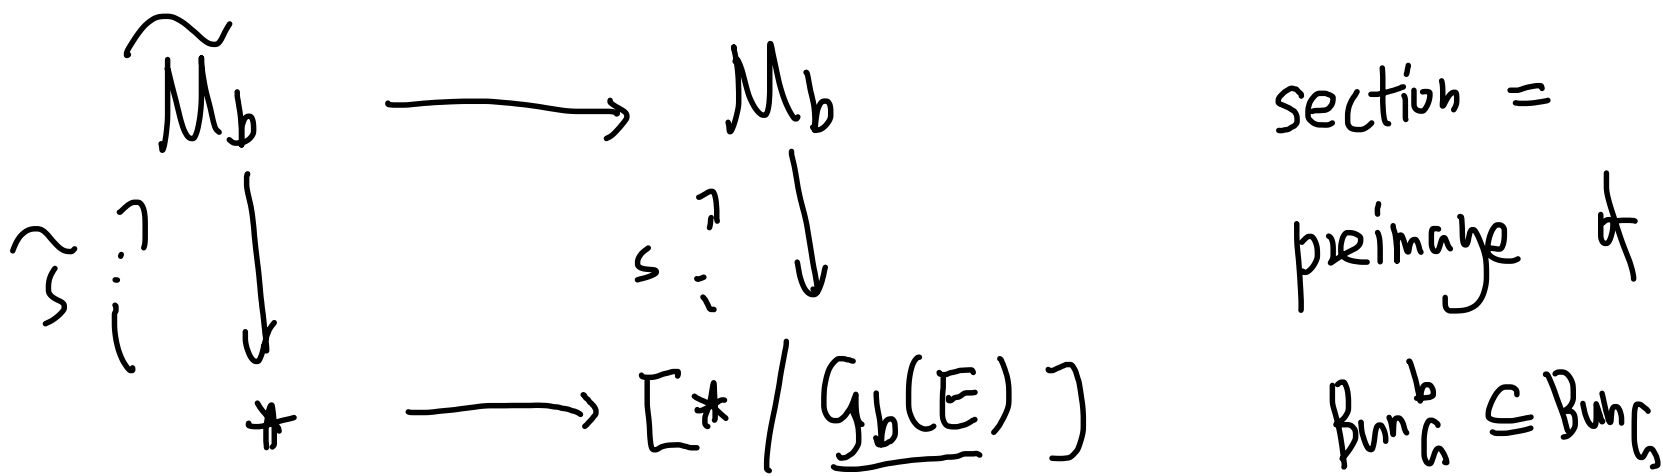 M̃_b → M_b section =
s̃ s preimage of
* → [* / G_b(E)] Bun_G^b ⊆ Bun_G